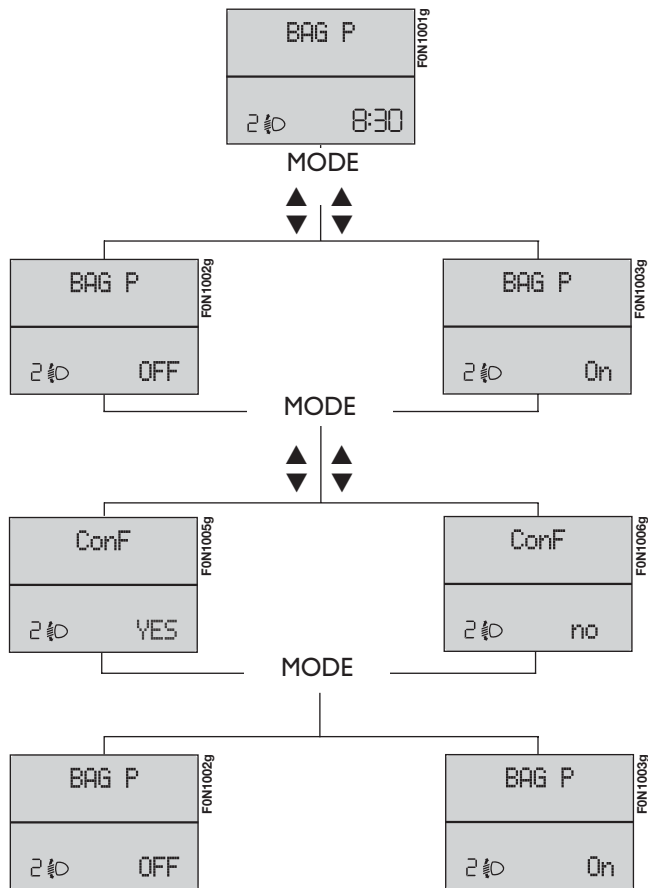 BAG P
F0N1001g
2 8:30
MODE
BAG P
F0N1002g
BAG P
F0N1003g
2 OFF
2 On
MODE
ConF
F0N1005g
ConF
F0N1006g
2 YES
2 no
MODE
BAG P
F0N1002g
BAG P
F0N1003g
2 OFF
2 On